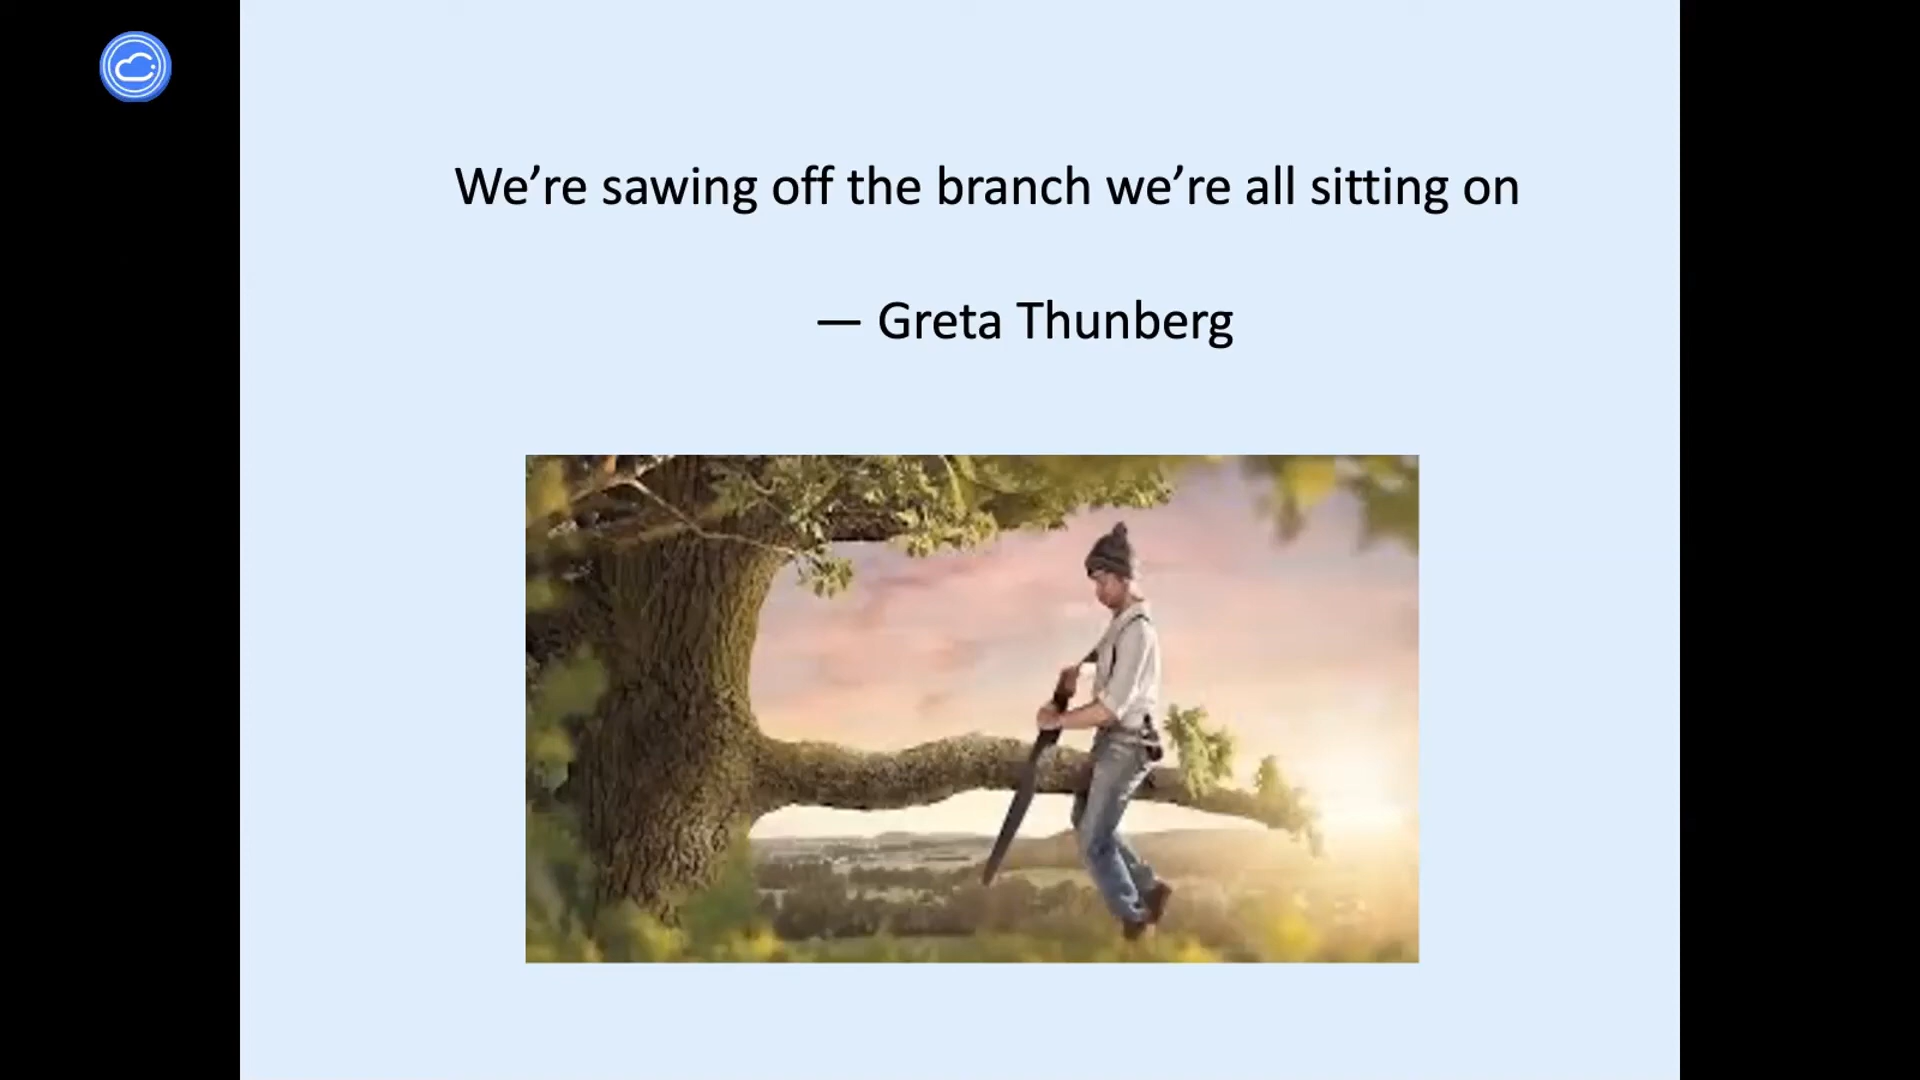 We’re sawing off the branch we’re all sitting on
— Greta Thunberg